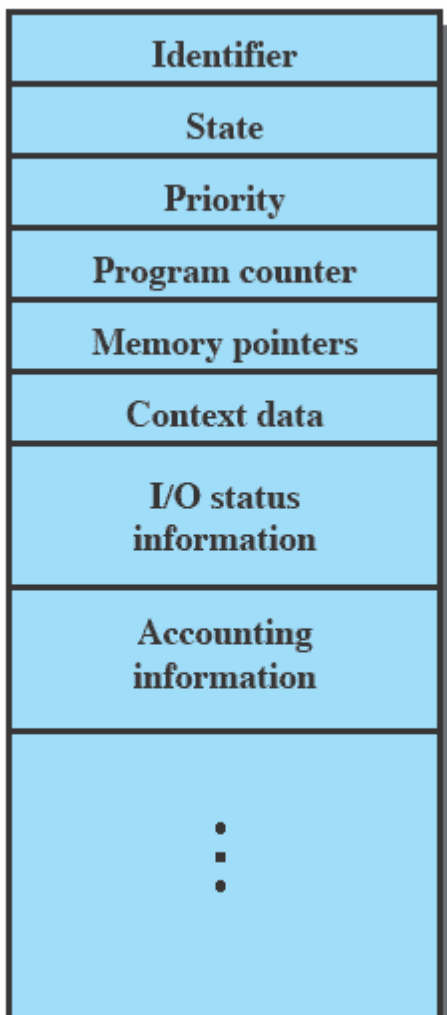 Identifier
State
Priority
Program counter
Memory pointers
Context data
I/O status
information
Accounting
information